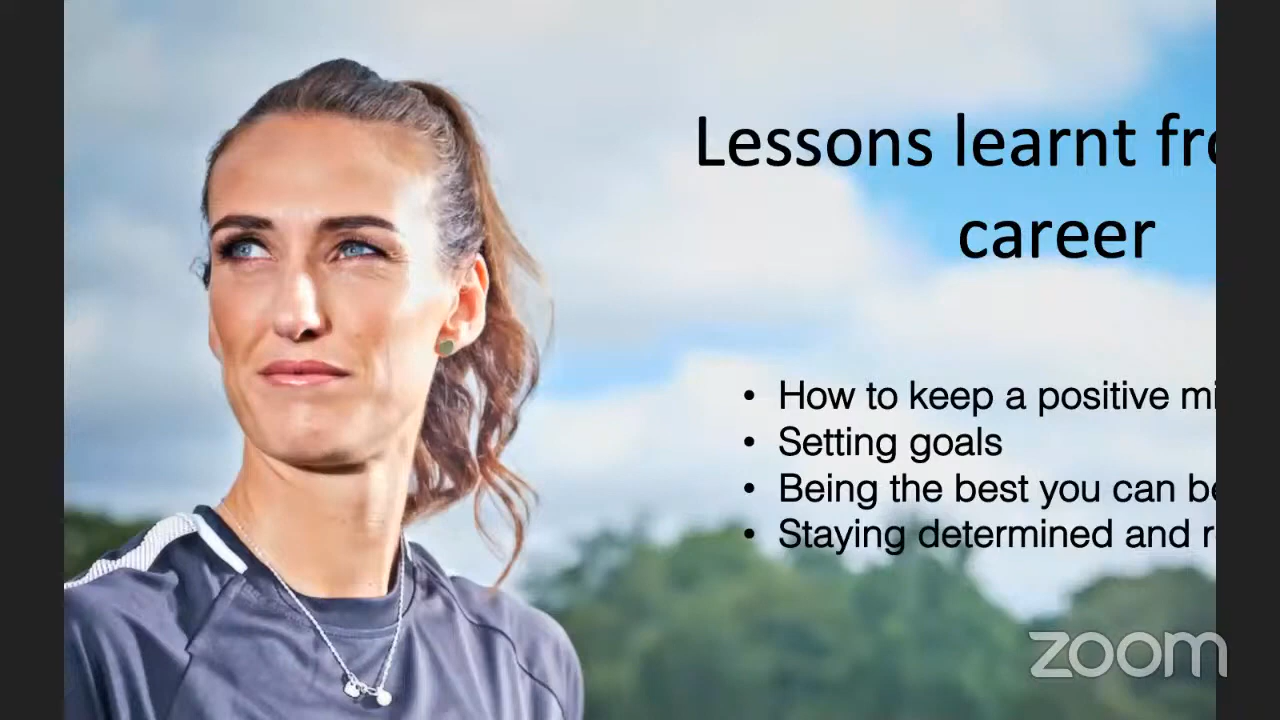 Lessons learnt fro
career
• How to keep a positive mi
• Setting goals
• Being the best you can be
• Staying determined and r
zoom